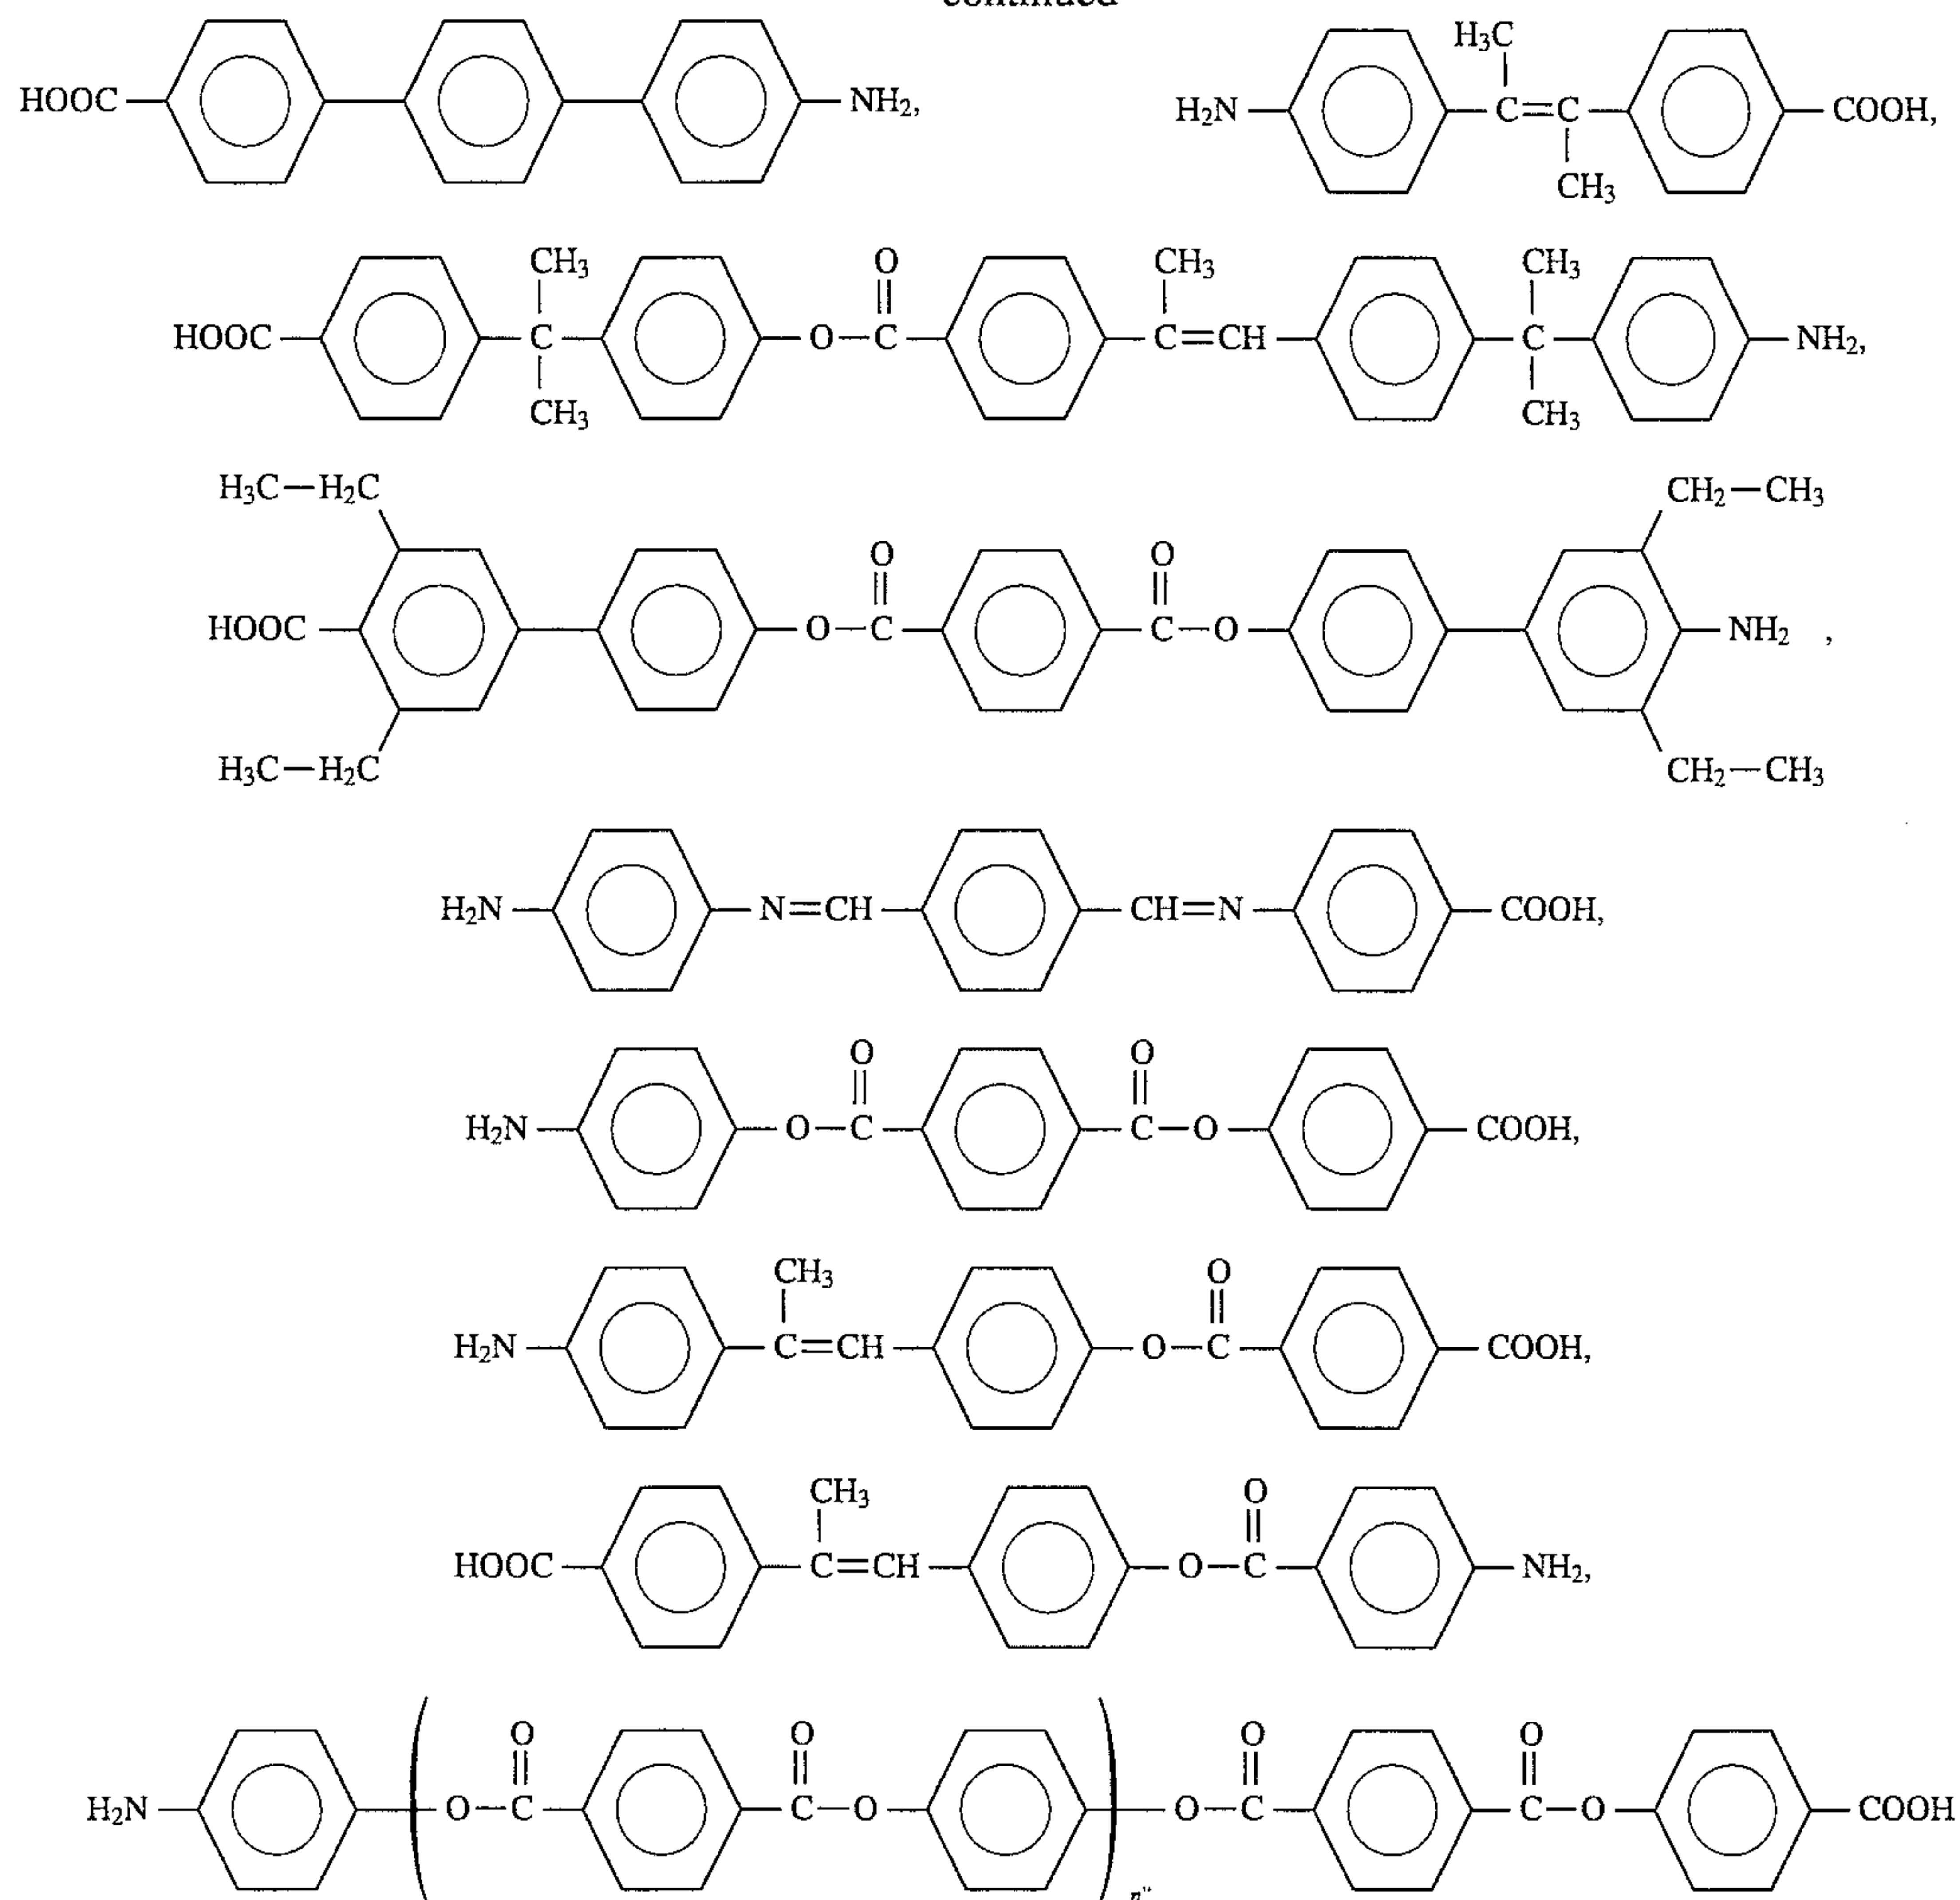 continued
HOOC NH2,
H3C
H2N C=C COOH,
CH3
CH3 O CH3 CH3
HOOC C O—C C=CH C NH2,
CH3 CH3
H3C—H2C CH2—CH3
O O
HOOC O—C C—O NH2 ,
H3C—H2C CH2—CH3
H2N N=CH CH=N COOH,
O O
H2N O—C C—O COOH,
CH3 O
H2N C=CH O—C COOH,
CH3 O
HOOC C=CH O—C NH2,
O O O O
H2N O—C C—O O—C C—O COOH
n"